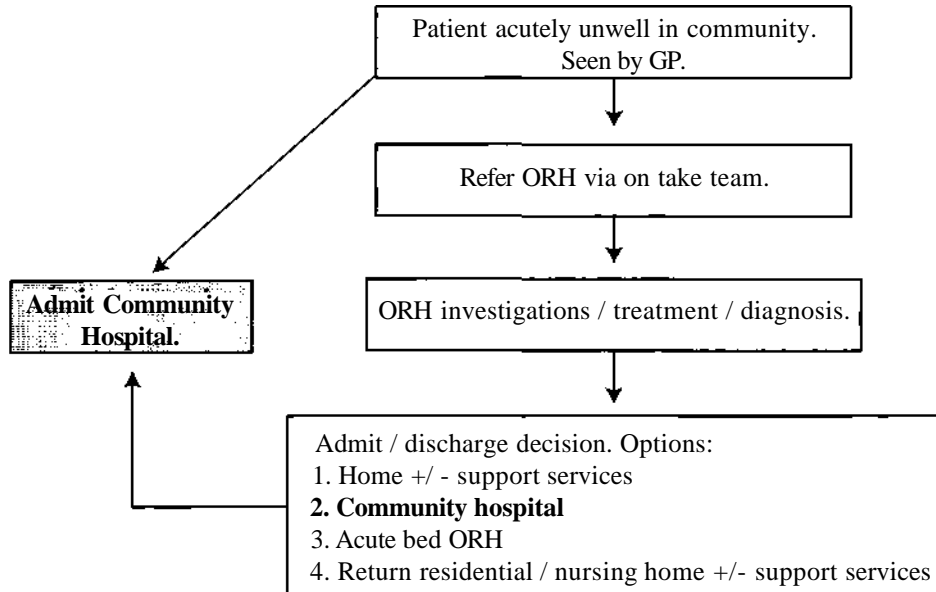 Patient acutely unwell in community.
Seen by GP.
Refer ORH via on take team.
Admit Community
Hospital.
ORH investigations / treatment / diagnosis.
Admit / discharge decision. Options:
1. Home +/ - support services
2. Community hospital
3. Acute bed ORH
4. Return residential / nursing home +/- support services